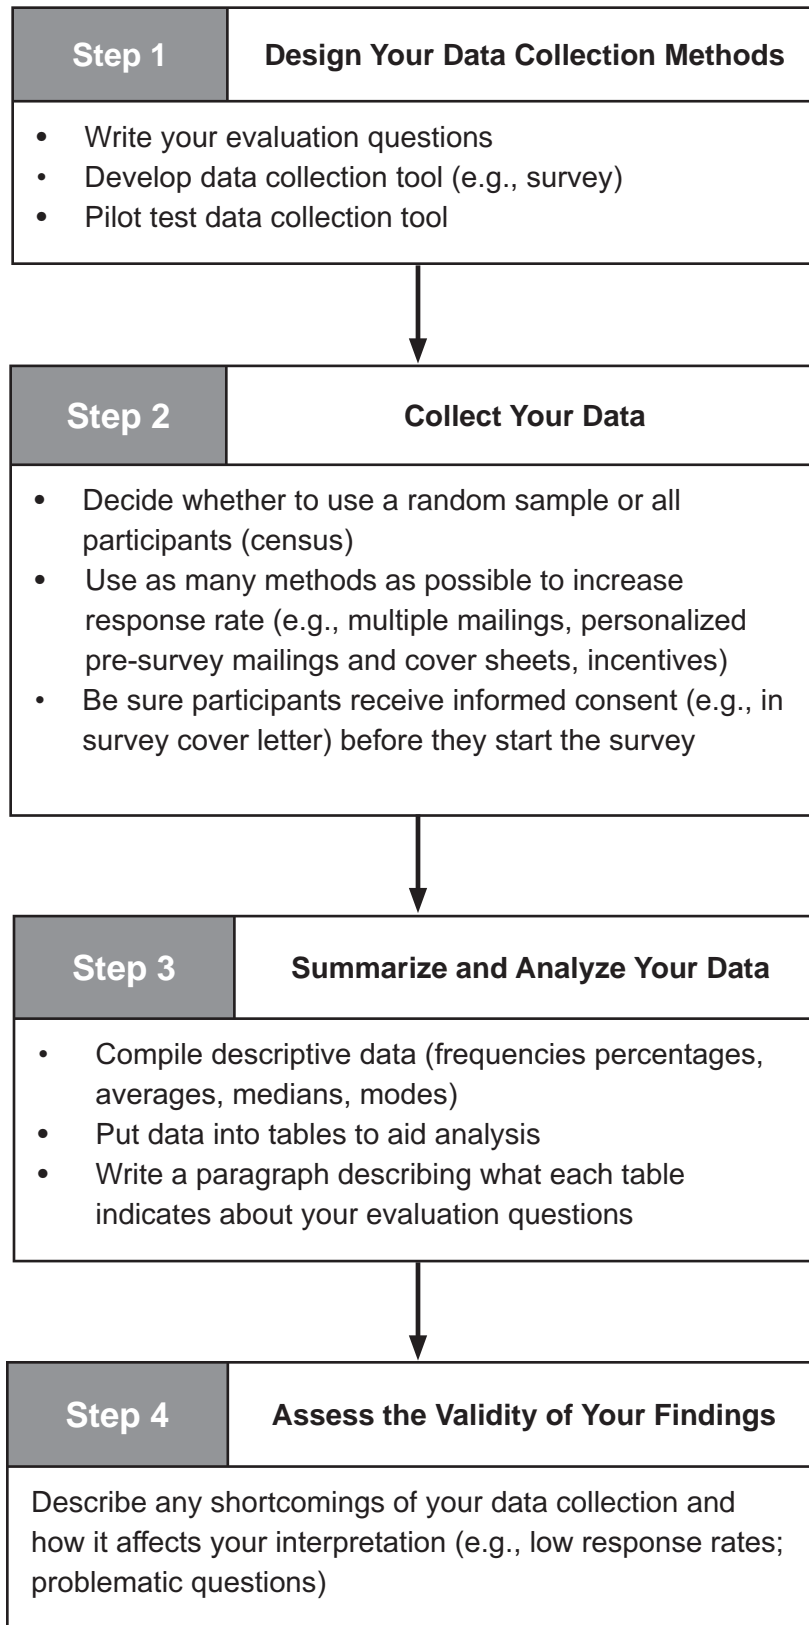 Step 1
Design Your Data Collection Methods
• Write your evaluation questions
• Develop data collection tool (e.g., survey)
• Pilot test data collection tool
Step 2
Collect Your Data
• Decide whether to use a random sample or all
participants (census)
• Use as many methods as possible to increase
response rate (e.g., multiple mailings, personalized
pre-survey mailings and cover sheets, incentives)
• Be sure participants receive informed consent (e.g., in
survey cover letter) before they start the survey
Step 3
Summarize and Analyze Your Data
• Compile descriptive data (frequencies percentages,
averages, medians, modes)
• Put data into tables to aid analysis
• Write a paragraph describing what each table
indicates about your evaluation questions
Step 4
Assess the Validity of Your Findings
Describe any shortcomings of your data collection and
how it affects your interpretation (e.g., low response rates;
problematic questions)